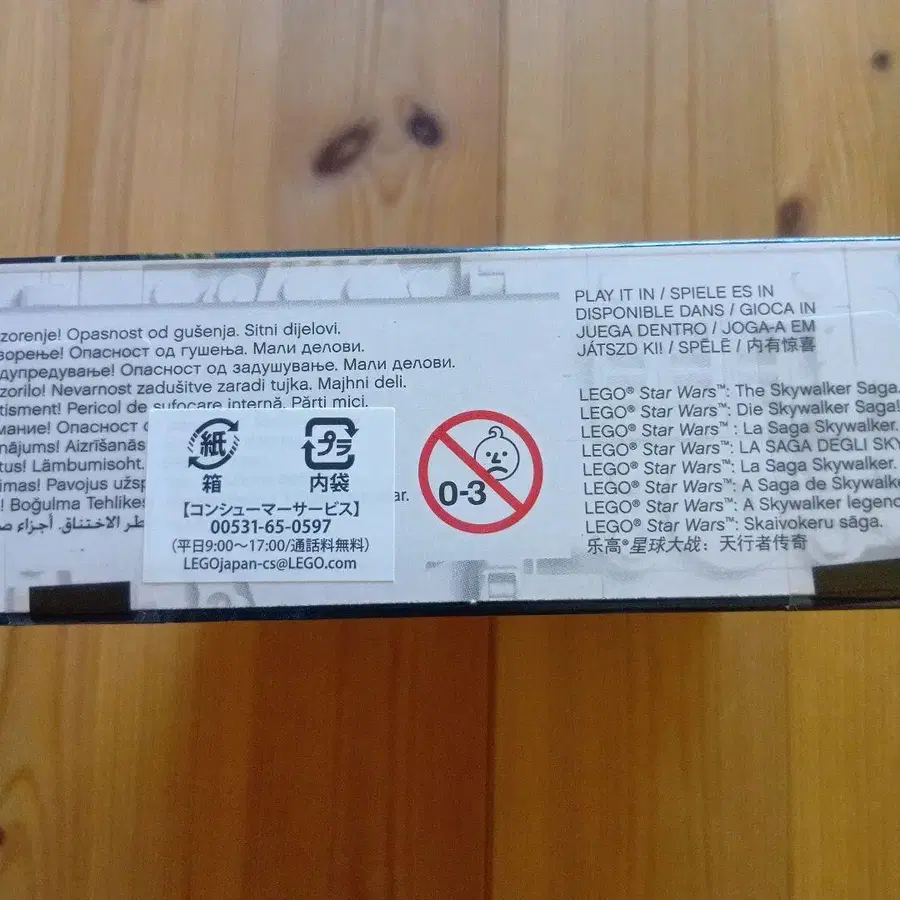 zorenje! Opasnost od gušenja. Sitni dijelovi.
зорење! Опасност од гушења. Мали делови.
дупредување! Опасност од задушување. Мали делови.
zorilo! Nevarnost zadušitve zaradi tujka. Majhni deli.
tisment! Pericol de sufocare internă. Părți mici.
мание! Опасност
nājums! Aizrīšanās
tus! Lämbumisoht.
imas! Pavojus
! Boğulma
ar.
الاختناق. أجزاء
紙
箱
プラ
内袋
【コンシューマーサービス】
00531-65-0597
(平日9:00～17:00/通話料無料)
LEGOjapan-cs@LEGO.com
0-3
PLAY IT IN / SPIELE ES IN
DISPONIBLE DANS / GIOCA IN
JUEGA DENTRO / JOGA-A EM
JÁTSZD KI! / SPĒLĒ / 内有惊喜
LEGO® Star Wars™: The Skywalker Saga.
LEGO® Star Wars™: Die Skywalker Saga!
LEGO® Star Wars™ : La Saga Skywalker.
LEGO® Star Wars™: LA SAGA DEGLI SKY
LEGO® Star Wars™: La Saga Skywalker.
LEGO® Star Wars™: A Saga de Skywalke
LEGO® Star Wars™: A Skywalker legend
LEGO® Star Wars™: Skaivokeru sāga.
乐高®星球大战：天行者传奇